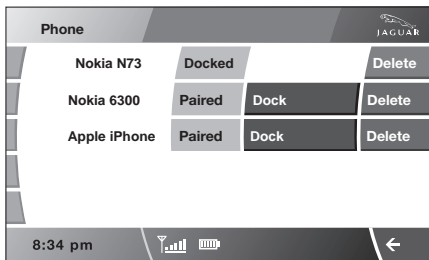 Phone
JAGUAR
Nokia N73 Docked Delete
Nokia 6300 Paired Dock Delete
Apple iPhone Paired Dock Delete
8:34 pm